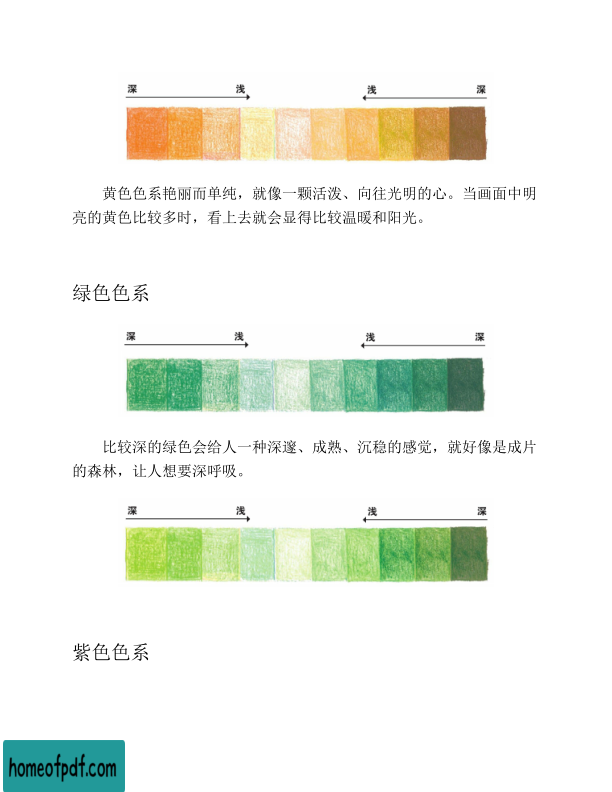 深 浅 浅 深
黄色色系艳丽而单纯，就像一颗活泼、向往光明的心。当画面中明
亮的黄色比较多时，看上去就会显得比较温暖和阳光。
绿色色系
深 浅 浅 深
比较深的绿色会给人一种深邃、成熟、沉稳的感觉，就好像是成片
的森林，让人想要深呼吸。
深 浅 浅 深
紫色色系
homeofpdf.com